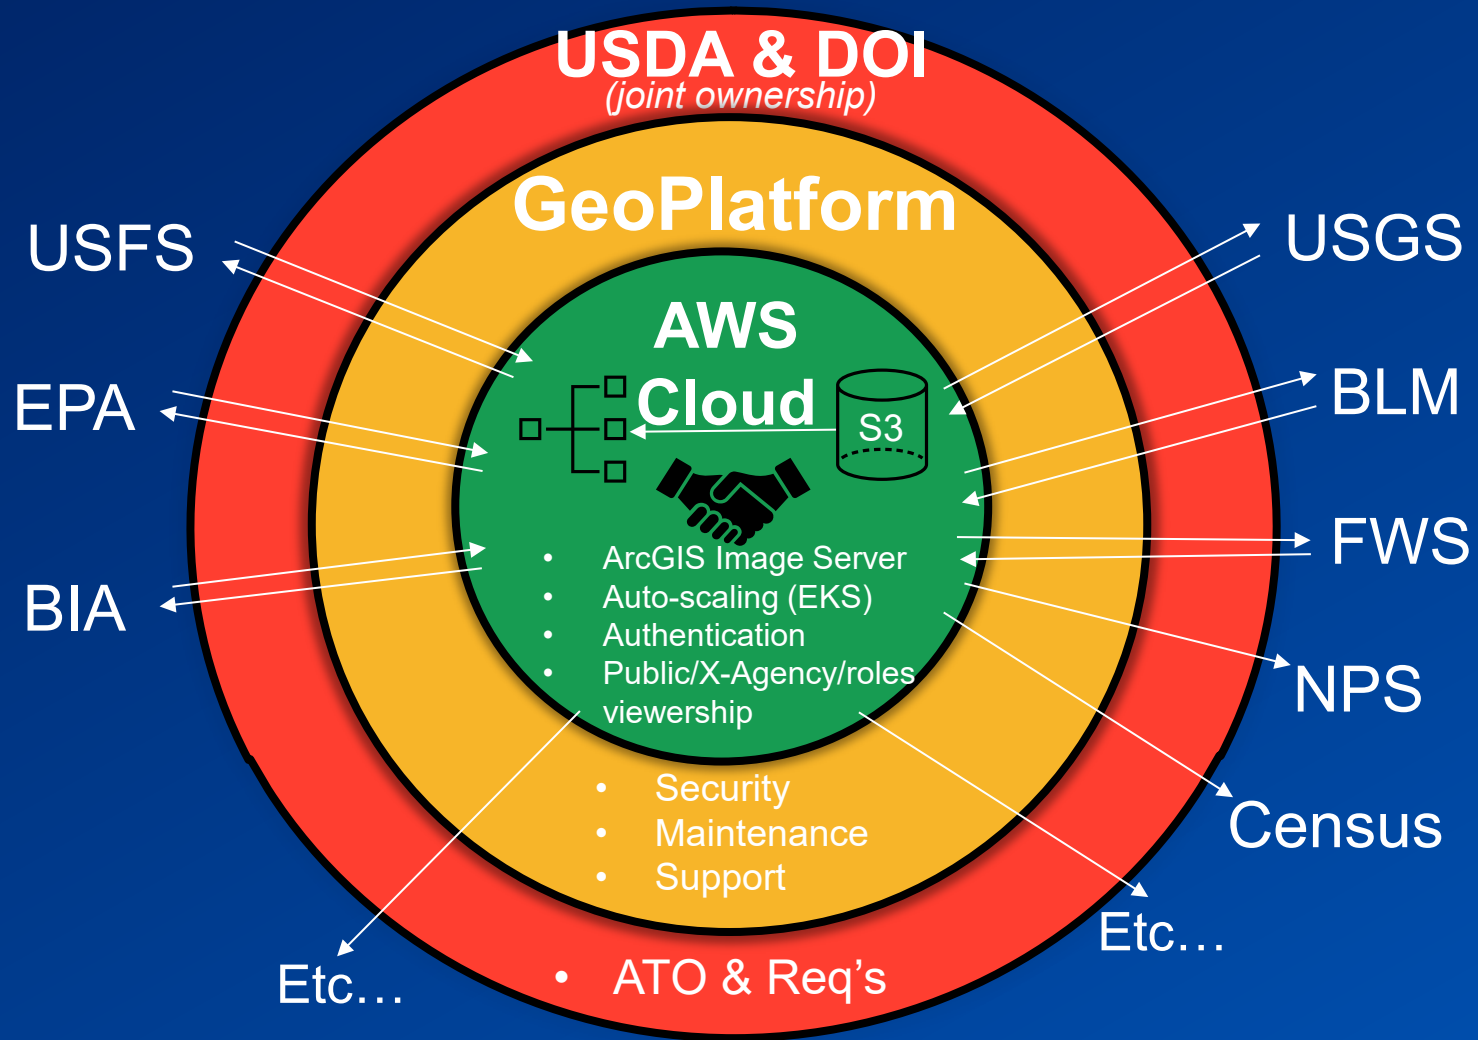 USDA & DOI
(joint ownership)
GeoPlatform
AWS
Cloud
S3
USFS
EPA
BIA
USGS
BLM
FWS
NPS
Census
Etc…
Etc…
• ArcGIS Image Server
• Auto-scaling (EKS)
• Authentication
• Public/X-Agency/roles
viewership
• Security
• Maintenance
• Support
• ATO & Req’s